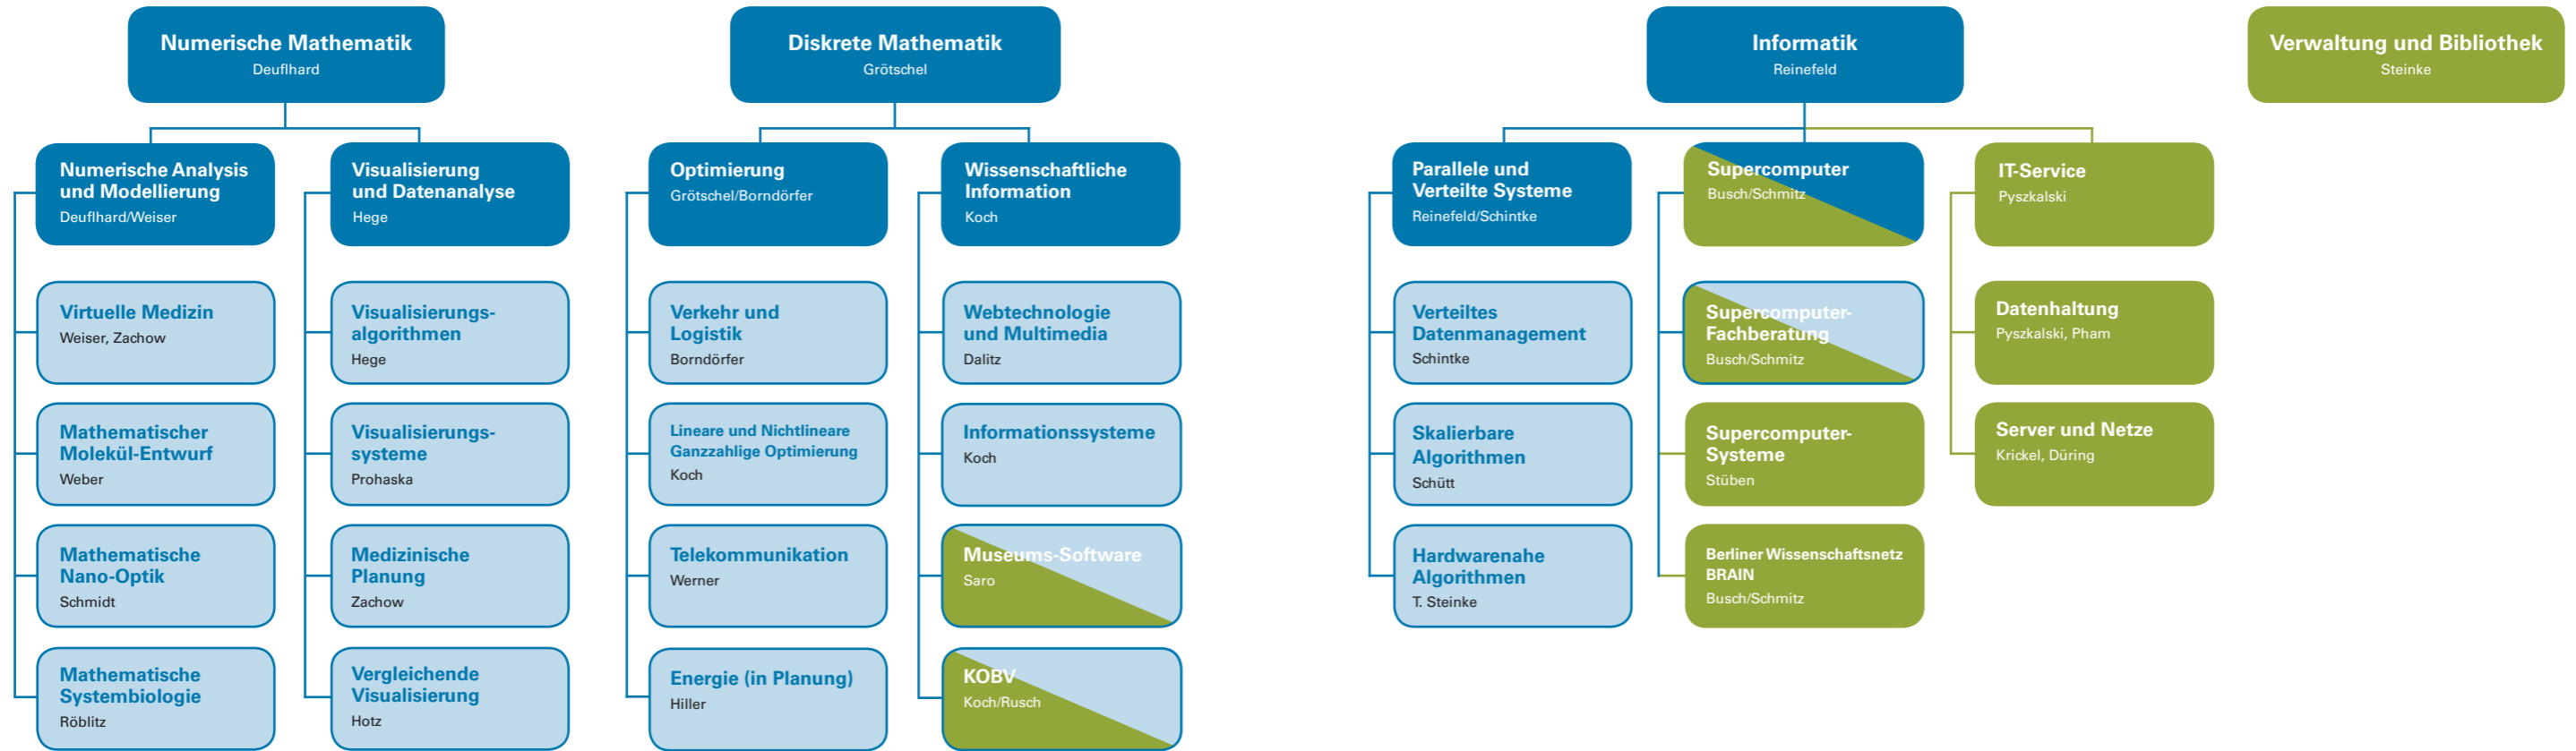 Numerische Mathematik
Deuflhard
Diskrete Mathematik
Grötschel
Informatik
Reinefeld
Verwaltung und Bibliothek
Steinke
Numerische Analysis
und Modellierung
Deuflhard/Weiser
Visualisierung
und Datenanalyse
Hege
Optimierung
Grötschel/Borndörfer
Wissenschaftliche
Information
Koch
Parallele und
Verteilte Systeme
Reinefeld/Schintke
Supercomputer
Busch/Schmitz
IT-Service
Pyszkalski
Virtuelle Medizin
Weiser, Zachow
Visualisierungs-
algorithmen
Hege
Verkehr und
Logistik
Borndörfer
Webtechnologie
und Multimedia
Dalitz
Verteiltes
Datenmanagement
Schintke
Supercomputer-
Fachberatung
Busch/Schmitz
Datenhaltung
Pyszkalski, Pham
Mathematischer
Molekül-Entwurf
Weber
Visualisierungs-
systeme
Prohaska
Lineare und Nichtlineare
Ganzzahlige Optimierung
Koch
Informationssysteme
Koch
Skalierbare
Algorithmen
Schütt
Supercomputer-
Systeme
Stüben
Server und Netze
Krickel, Düring
Mathematische
Nano-Optik
Schmidt
Medizinische
Planung
Zachow
Telekommunikation
Werner
Museums-Software
Saro
Hardwarenahe
Algorithmen
T. Steinke
Berliner Wissenschaftsnetz
BRAIN
Busch/Schmitz
Mathematische
Systembiologie
Röblitz
Vergleichende
Visualisierung
Hotz
Energie (in Planung)
Hiller
KOBV
Koch/Rusch